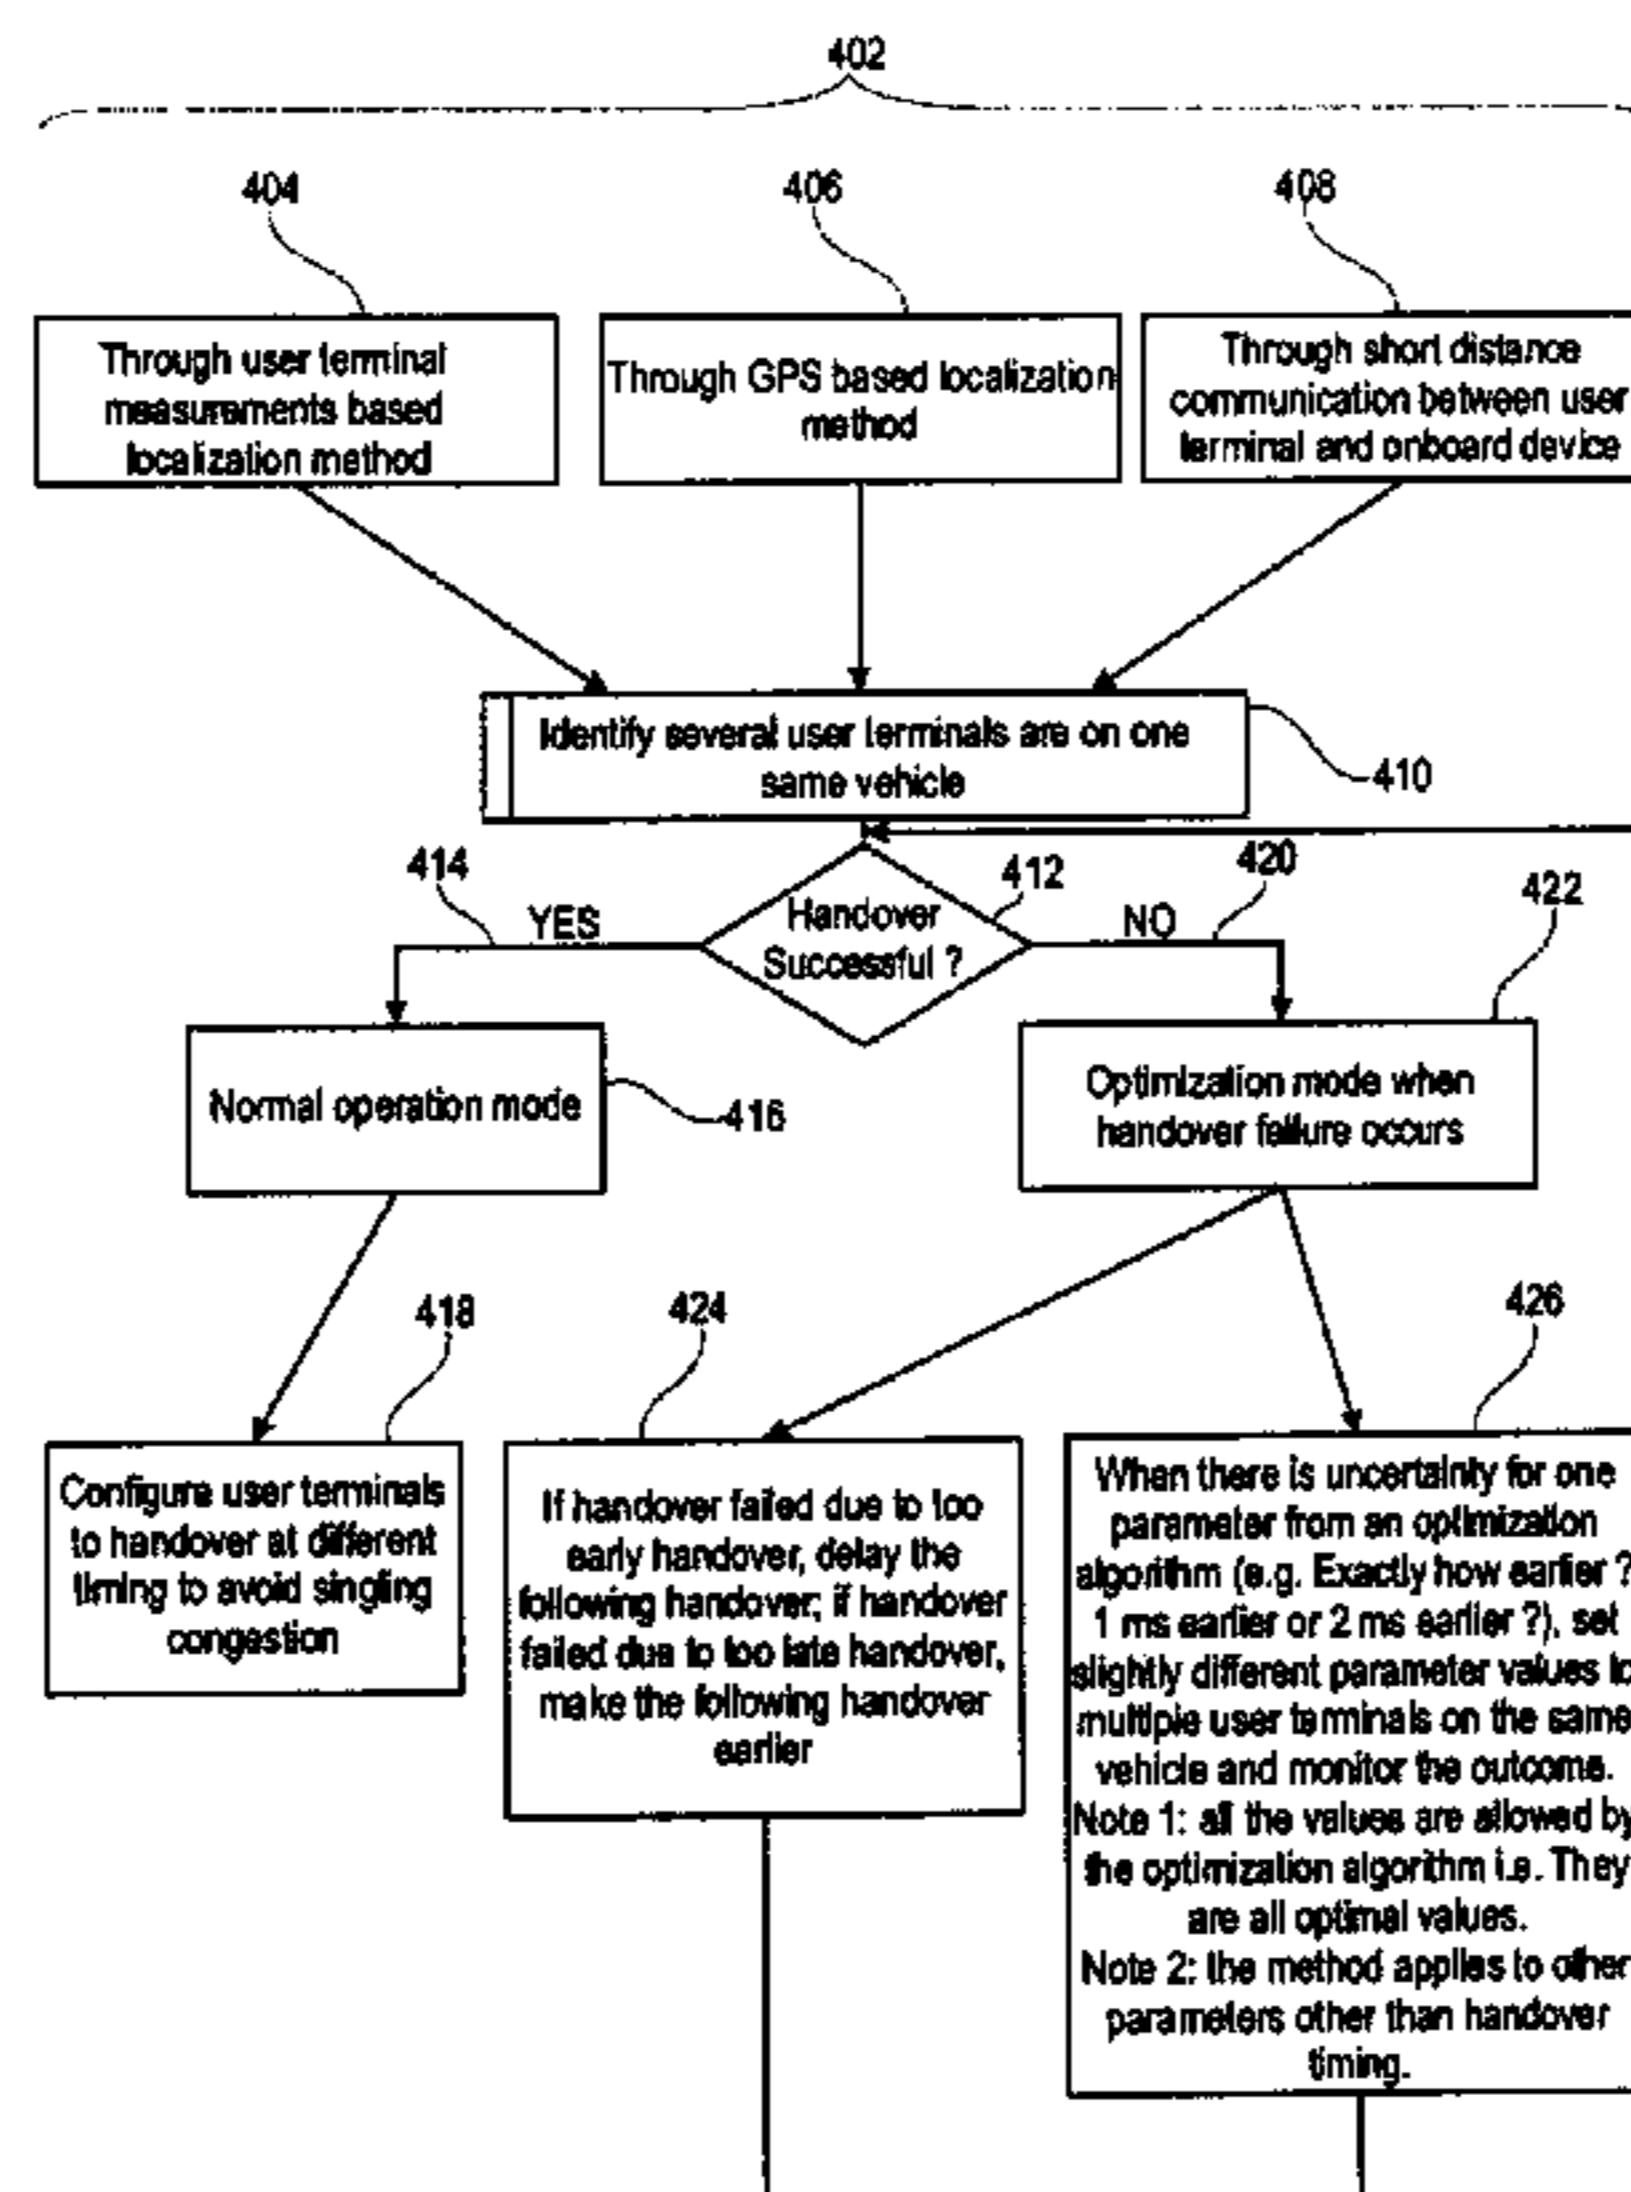 402
404
406
408
Through user terminal
measurements based
localization method
Through GPS based localization
method
Through short distance
communication between user
terminal and onboard device
Identify several user terminals are on one
same vehicle
410
414
YES
Handover
Successful ?
412
420
NO
422
Normal operation mode
416
Optimization mode when
handover failure occurs
418
424
426
Configure user terminals
to handover at different
timing to avoid singling
congestion
If handover failed due to too
early handover, delay the
following handover; if handover
failed due to too late handover,
make the following handover
earlier
When there is uncertainty for one
parameter from an optimization
algorithm (e.g. Exactly how earlier ?
1 ms earlier or 2 ms earlier ?), set
slightly different parameter values to
multiple user terminals on the same
vehicle and monitor the outcome.
Note 1: all the values are allowed by
the optimization algorithm i.e. They
are all optimal values.
Note 2: the method applies to other
parameters other than handover
timing.